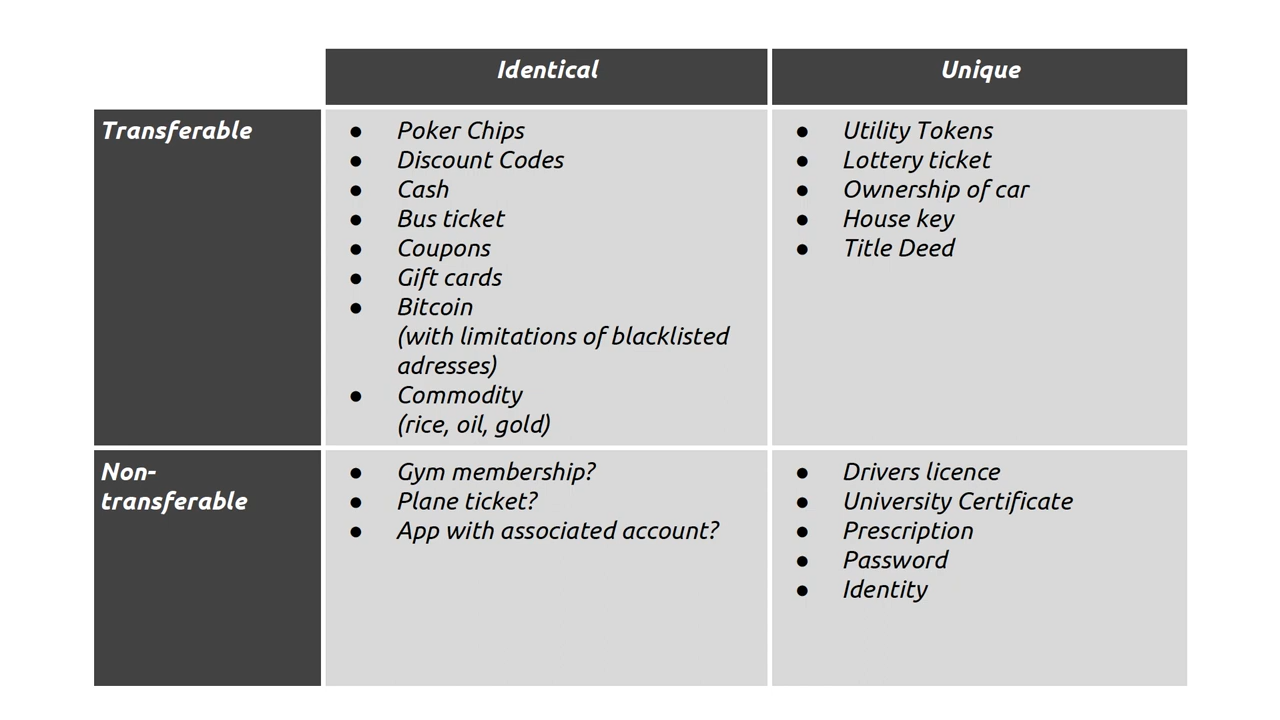 Identical
Unique
Transferable
● Poker Chips
● Discount Codes
● Cash
● Bus ticket
● Coupons
● Gift cards
● Bitcoin
(with limitations of blacklisted
adresses)
● Commodity
(rice, oil, gold)
● Utility Tokens
● Lottery ticket
● Ownership of car
● House key
● Title Deed
Non-
transferable
● Gym membership?
● Plane ticket?
● App with associated account?
● Drivers licence
● University Certificate
● Prescription
● Password
● Identity